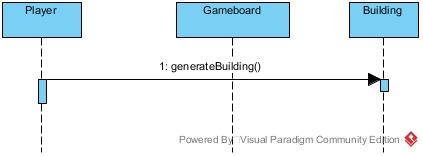 Player Gameboard Building
1: generateBuilding()
Powered By Visual Paradigm Community Edition